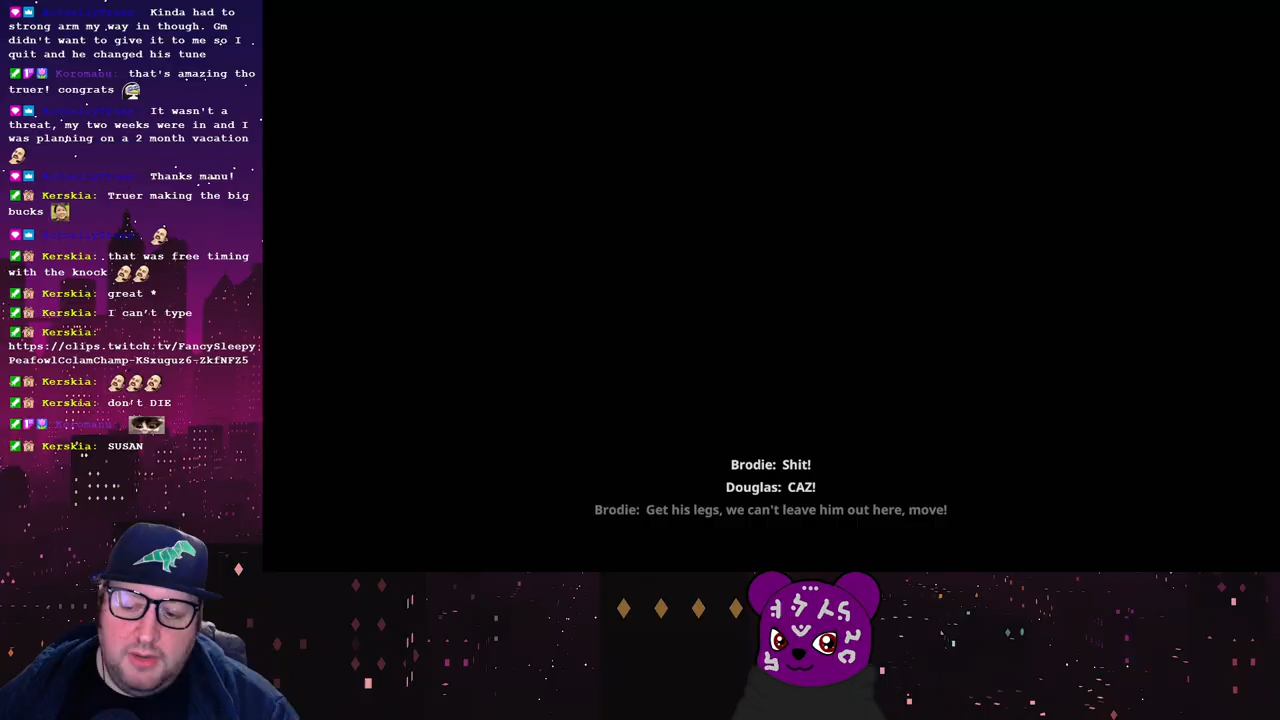 Kinda had to
strong arm my way in though. Gm
didn't want to give it to me so I
quit and he changed his tune
Koromanu: that's amazing tho
truer! congrats
It wasn't a
threat, my two weeks were in and I
was planning on a 2 month vacation
Thanks manu!
Kerskia: Truer making the big
bucks
Kerskia: that was free timing
with the knock
Kerskia: great *
Kerskia: I can't type
Kerskia:
https://clips.twitch.tv/FancySleepy
PeafowlCclamChamp-KSxuguz6-ZkfNFZ5
Kerskia:
Kerskia: don't DIE
Koromanu:
Kerskia: SUSAN
Brodie: Shit!
Douglas: CAZ!
Brodie: Get his legs, we can't leave him out here, move!